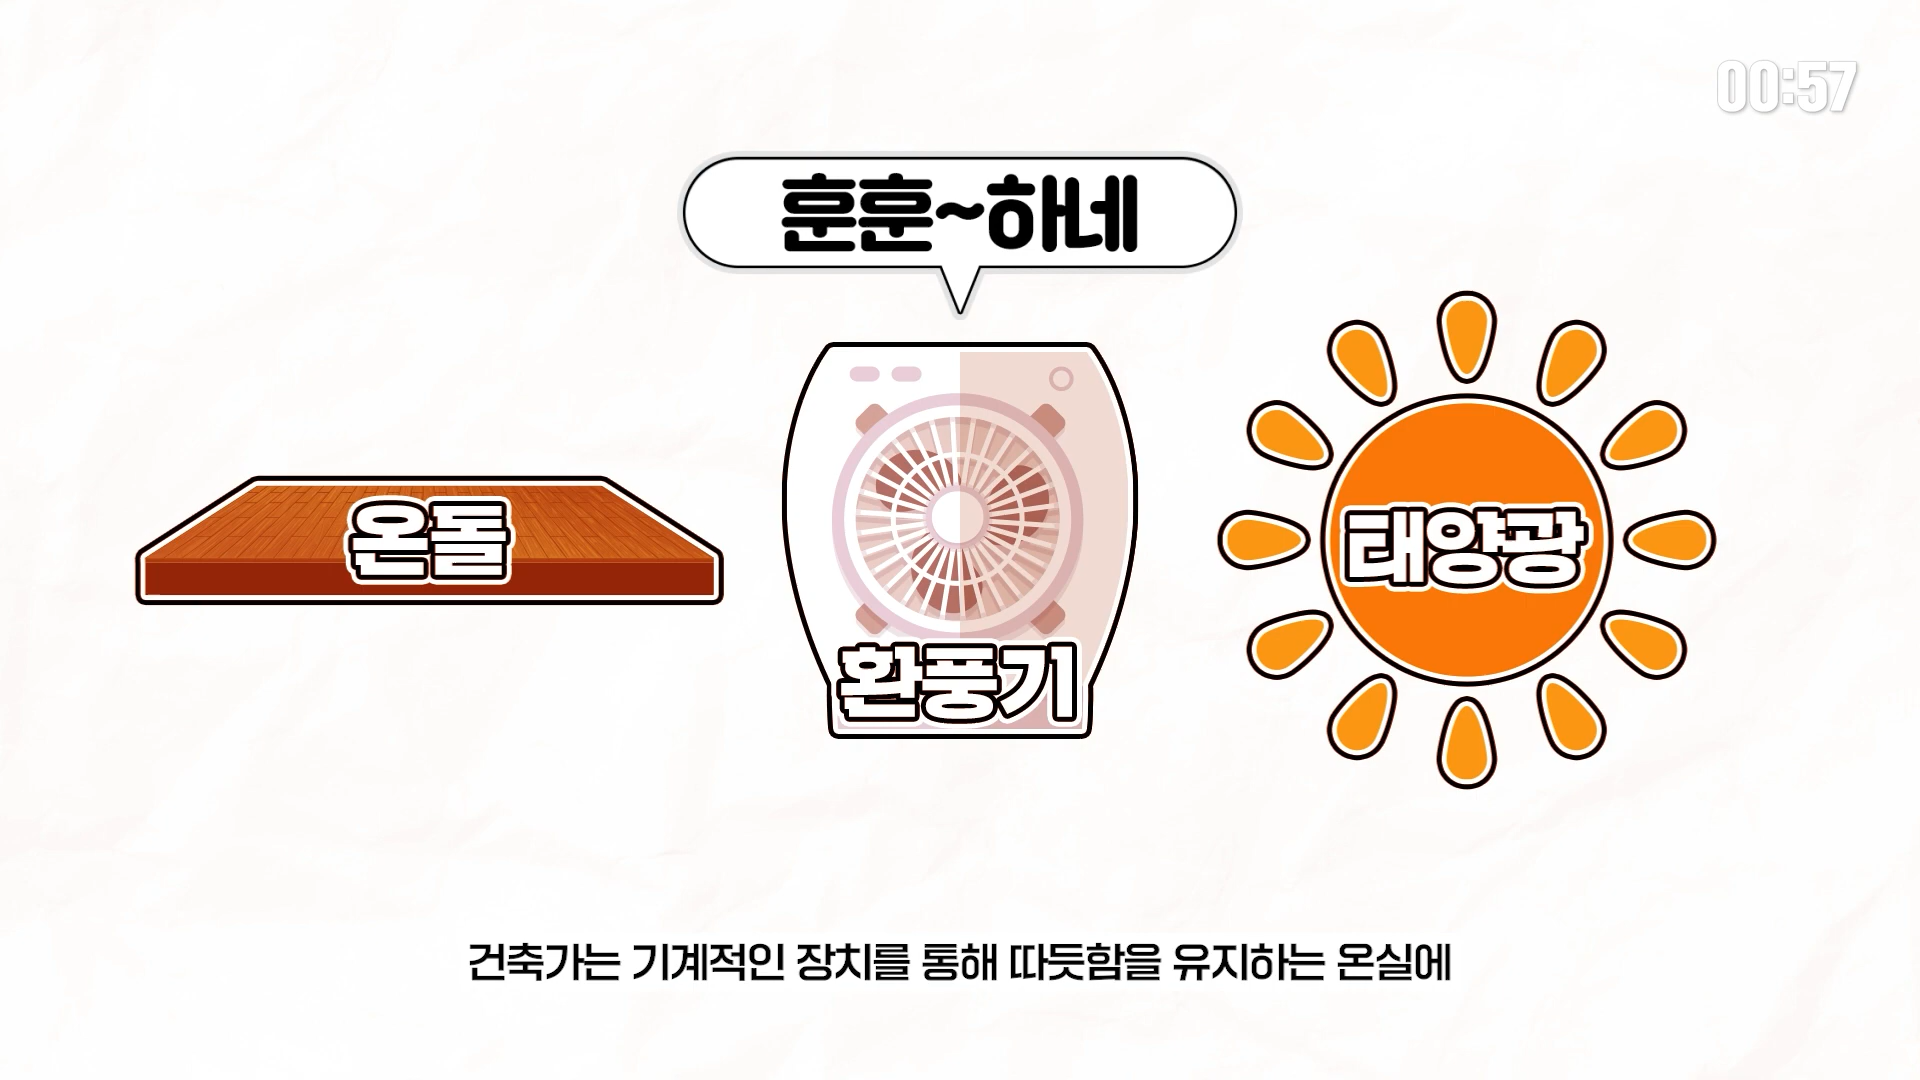 00:57
훈훈~하네
온돌
환풍기
태양광
건축가는 기계적인 장치를 통해 따듯함을 유지하는 온실에